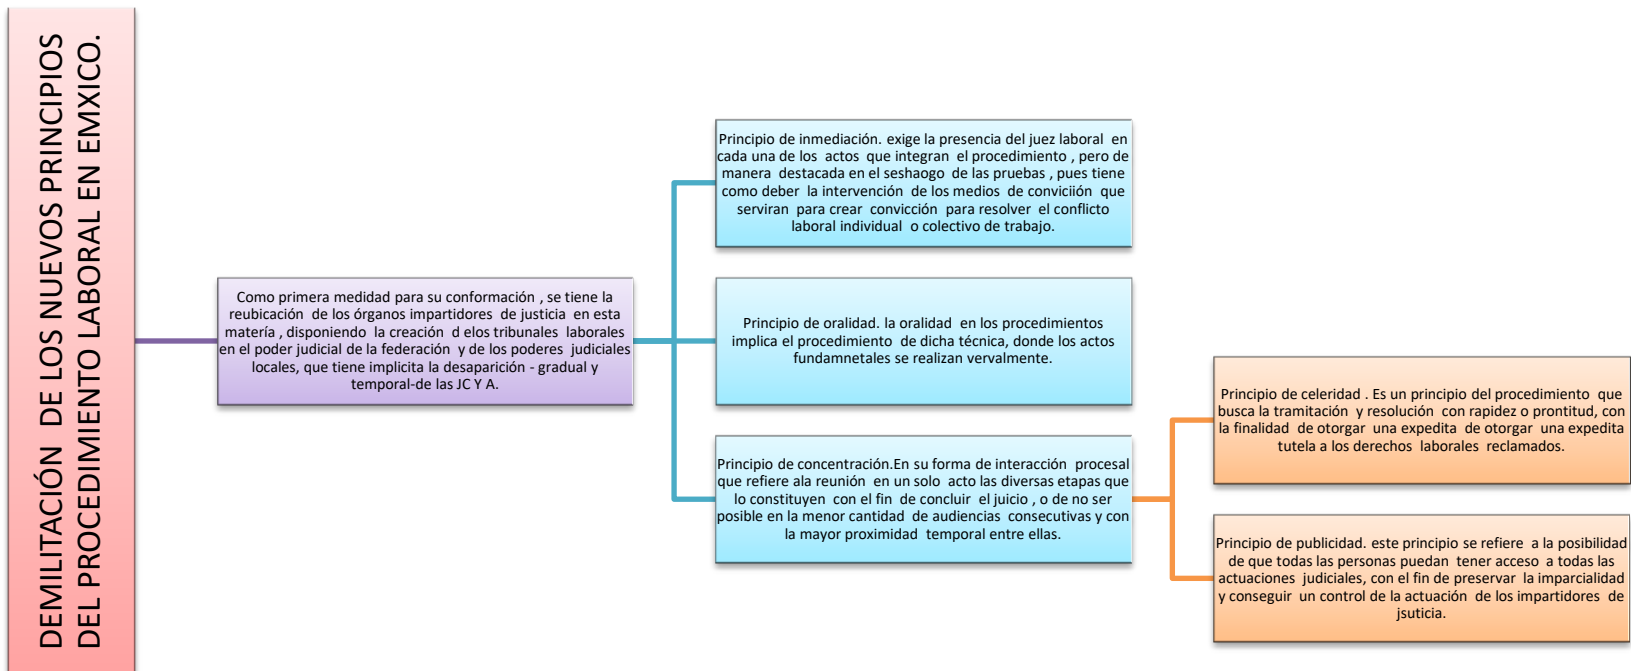 DEMILITACIÓN DE LOS NUEVOS PRINCIPIOS
DEL PROCEDIMIENTO LABORAL EN EMXICO.
Como primera medidad para su conformación , se tiene la
reubicación de los órganos impartidores de justicia en esta
matería , disponiendo la creación d elos tribunales laborales
en el poder judicial de la federación y de los poderes judiciales
locales, que tiene implicita la desaparición - gradual y
temporal-de las JC Y A.
Principio de inmediación. exige la presencia del juez laboral en
cada una de los actos que integran el procedimiento , pero de
manera destacada en el seshaogo de las pruebas , pues tiene
como deber la intervención de los medios de conviciión que
serviran para crear convicción para resolver el conflicto
laboral individual o colectivo de trabajo.
Principio de oralidad. la oralidad en los procedimientos
implica el procedimiento de dicha técnica, donde los actos
fundamnetales se realizan vervalmente.
Principio de concentración.En su forma de interacción procesal
que refiere ala reunión en un solo acto las diversas etapas que
lo constituyen con el fin de concluir el juicio , o de no ser
posible en la menor cantidad de audiencias consecutivas y con
la mayor proximidad temporal entre ellas.
Principio de celeridad . Es un principio del procedimiento que
busca la tramitación y resolución con rapidez o prontitud, con
la finalidad de otorgar una expedita de otorgar una expedita
tutela a los derechos laborales reclamados.
Principio de publicidad. este principio se refiere a la posibilidad
de que todas las personas puedan tener acceso a todas las
actuaciones judiciales, con el fin de preservar la imparcialidad
y conseguir un control de la actuación de los impartidores de
jsuticia.